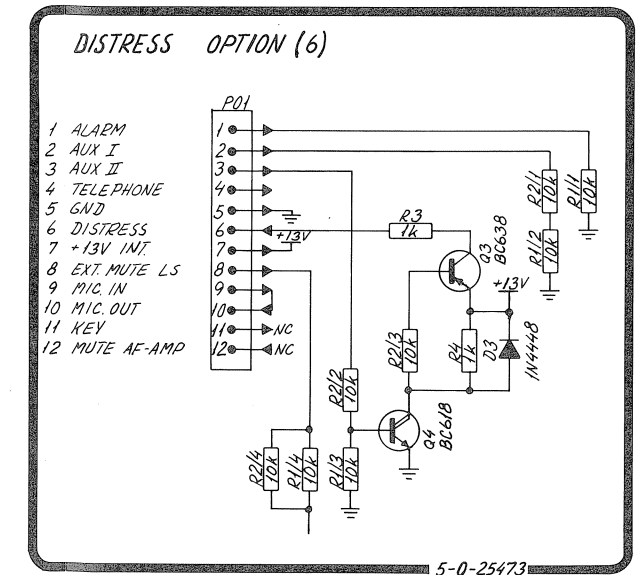 DISTRESS OPTION (6)
P01
1 ALARM
2 AUX I
3 AUX II
4 TELEPHONE
5 GND
6 DISTRESS
7 +13V INT.
8 EXT. MUTE LS
9 MIC. IN
10 MIC. OUT
11 KEY
12 MUTE AF-AMP
1
2
3
4
5
6
7
8
9
10
11
12
+13V
NC
NC
R3
1k
R2/1
10k
R1/1
10k
R1/2
10k
Q3
BC638
+13V
R2/3
10k
R4
1k
D3
1N4448
R2/2
10k
Q4
BC618
R2/4
10k
R1/4
10k
R1/3
10k
5-0-25473